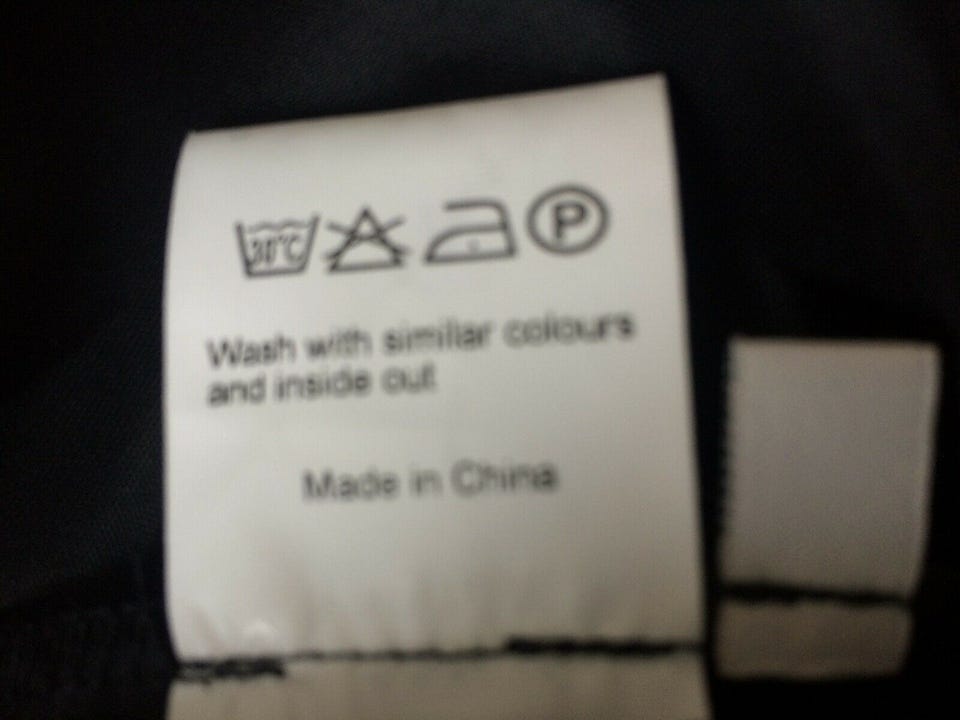 30°C P
Wash with similar colours
and inside out
Made in China